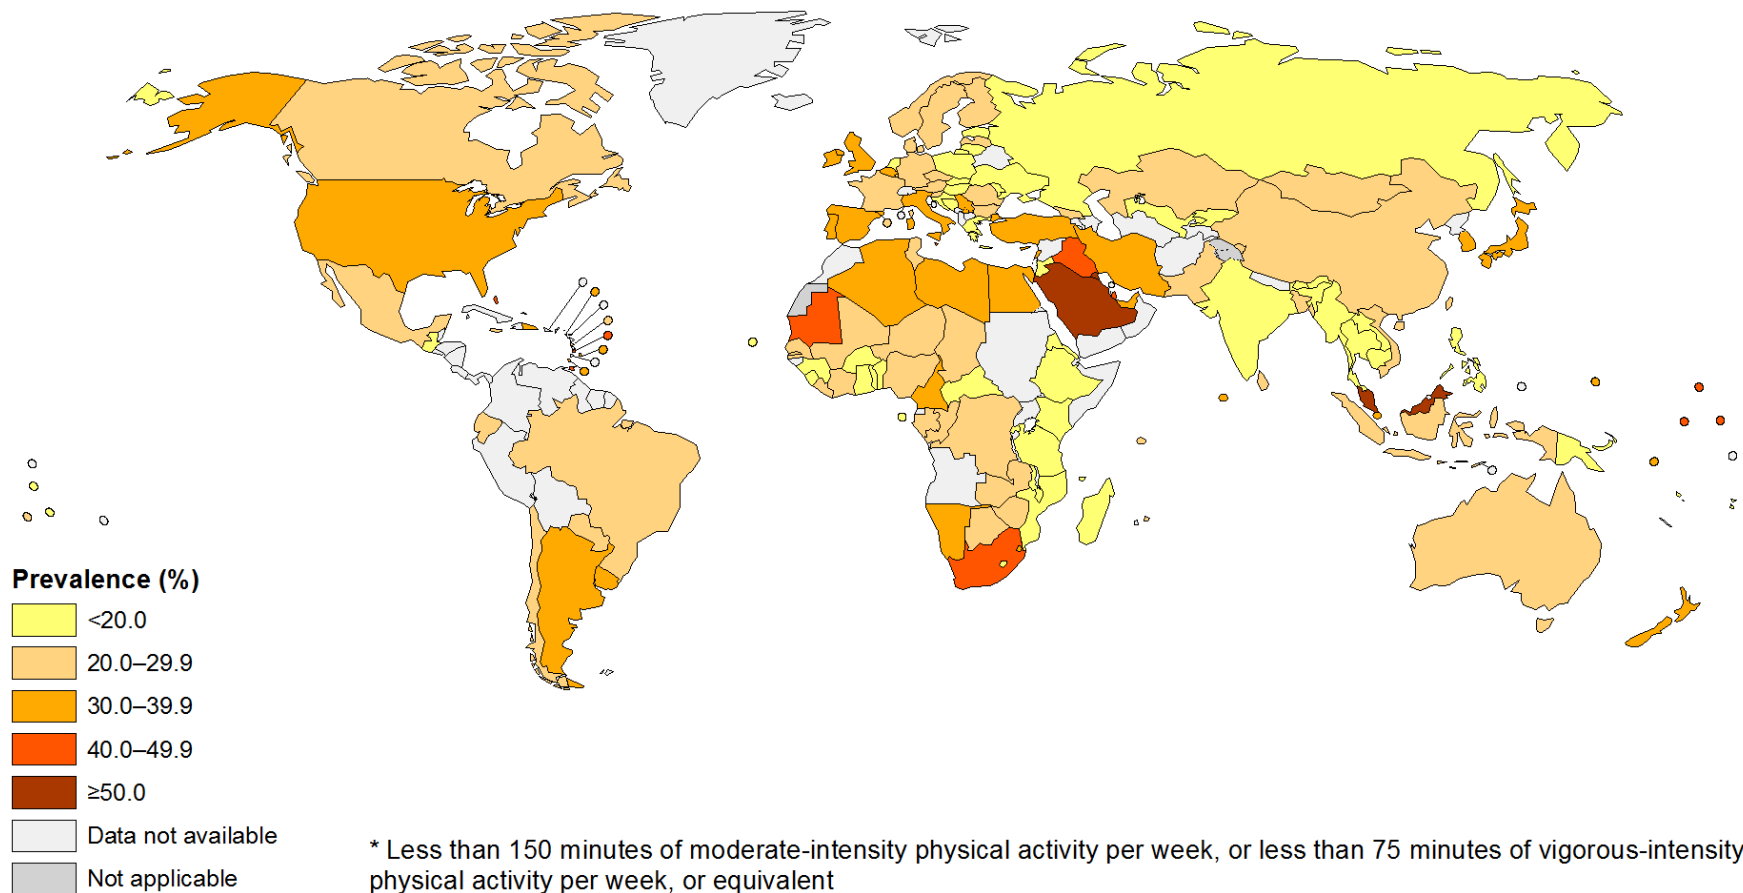 Prevalence (%)
<20.0
20.0–29.9
30.0–39.9
40.0–49.9
≥50.0
Data not available
Not applicable
* Less than 150 minutes of moderate-intensity physical activity per week, or less than 75 minutes of vigorous-intensity
physical activity per week, or equivalent